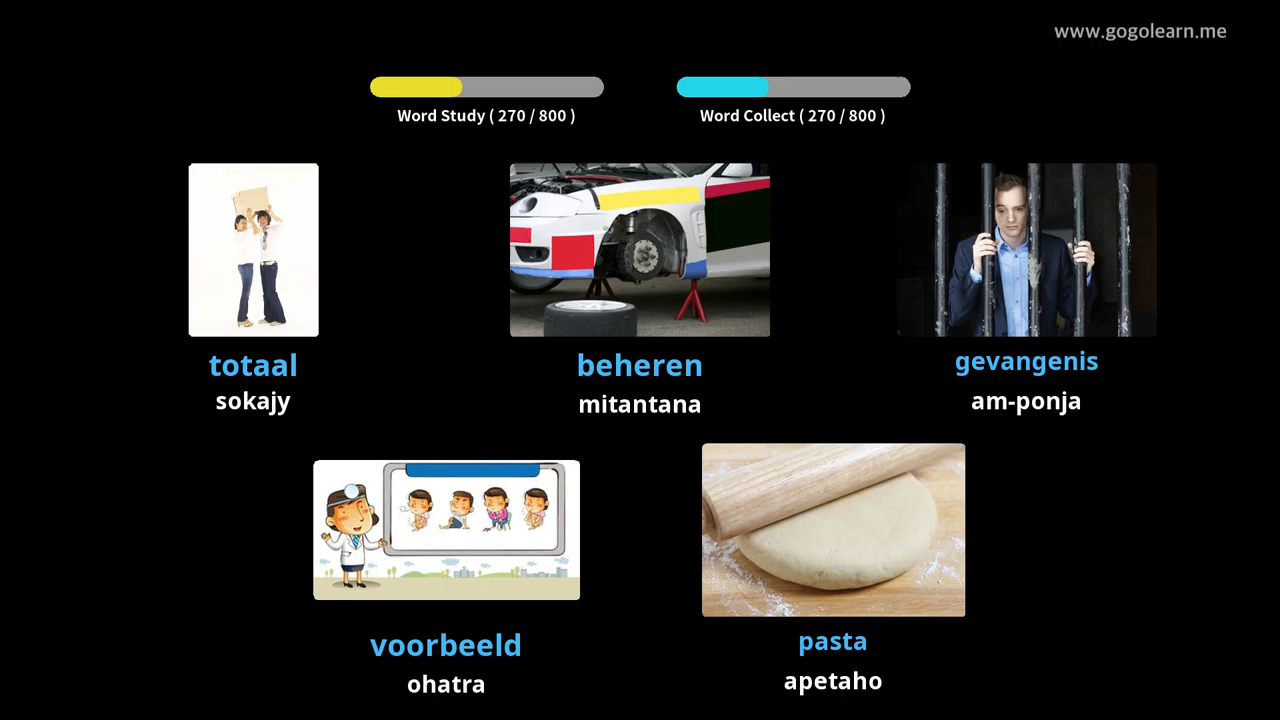 www.gogolearn.me
Word Study ( 270 / 800 )
Word Collect ( 270 / 800 )
totaal
sokajy
beheren
mitantana
gevangenis
am-ponja
voorbeeld
ohatra
pasta
apetaho